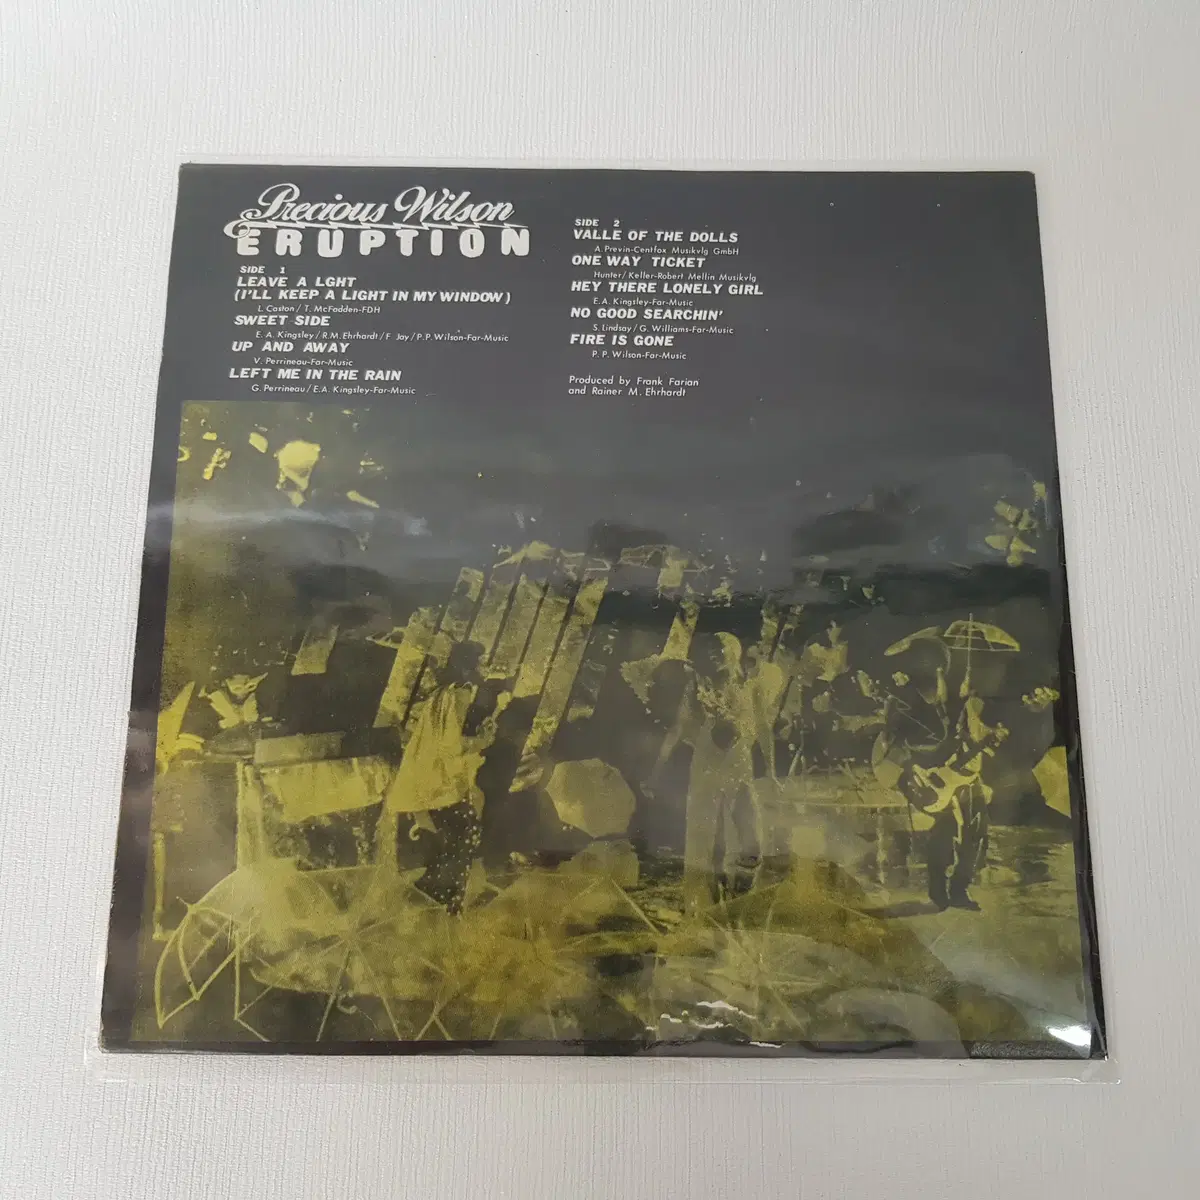 Precious Wilson
& ERUPTION
SIDE 1
LEAVE A LGHT
(I'LL KEEP A LIGHT IN MY WINDOW)
L. Caston / T. McFadden-FDH
SWEET SIDE
E. A. Kingsley / R.M. Ehrhardt / F Jay / P. P. Wilson-Far-Music
UP AND AWAY
V. Perrineau-Far-Music
LEFT ME IN THE RAIN
G. Perrineau / E.A. Kingsley-Far-Music
SIDE 2
VALLE OF THE DOLLS
A. Previn-Centfox Musikvlg GmbH
ONE WAY TICKET
Hunter / Keller-Robert Mellin Musikvlg
HEY THERE LONELY GIRL
E.A. Kingsley-Far-Music
NO GOOD SEARCHIN'
S. Lindsay / G. Williams-Far-Music
FIRE IS GONE
P. P. Wilson-Far-Music
Produced by Frank Farian
and Rainer M. Ehrhardt